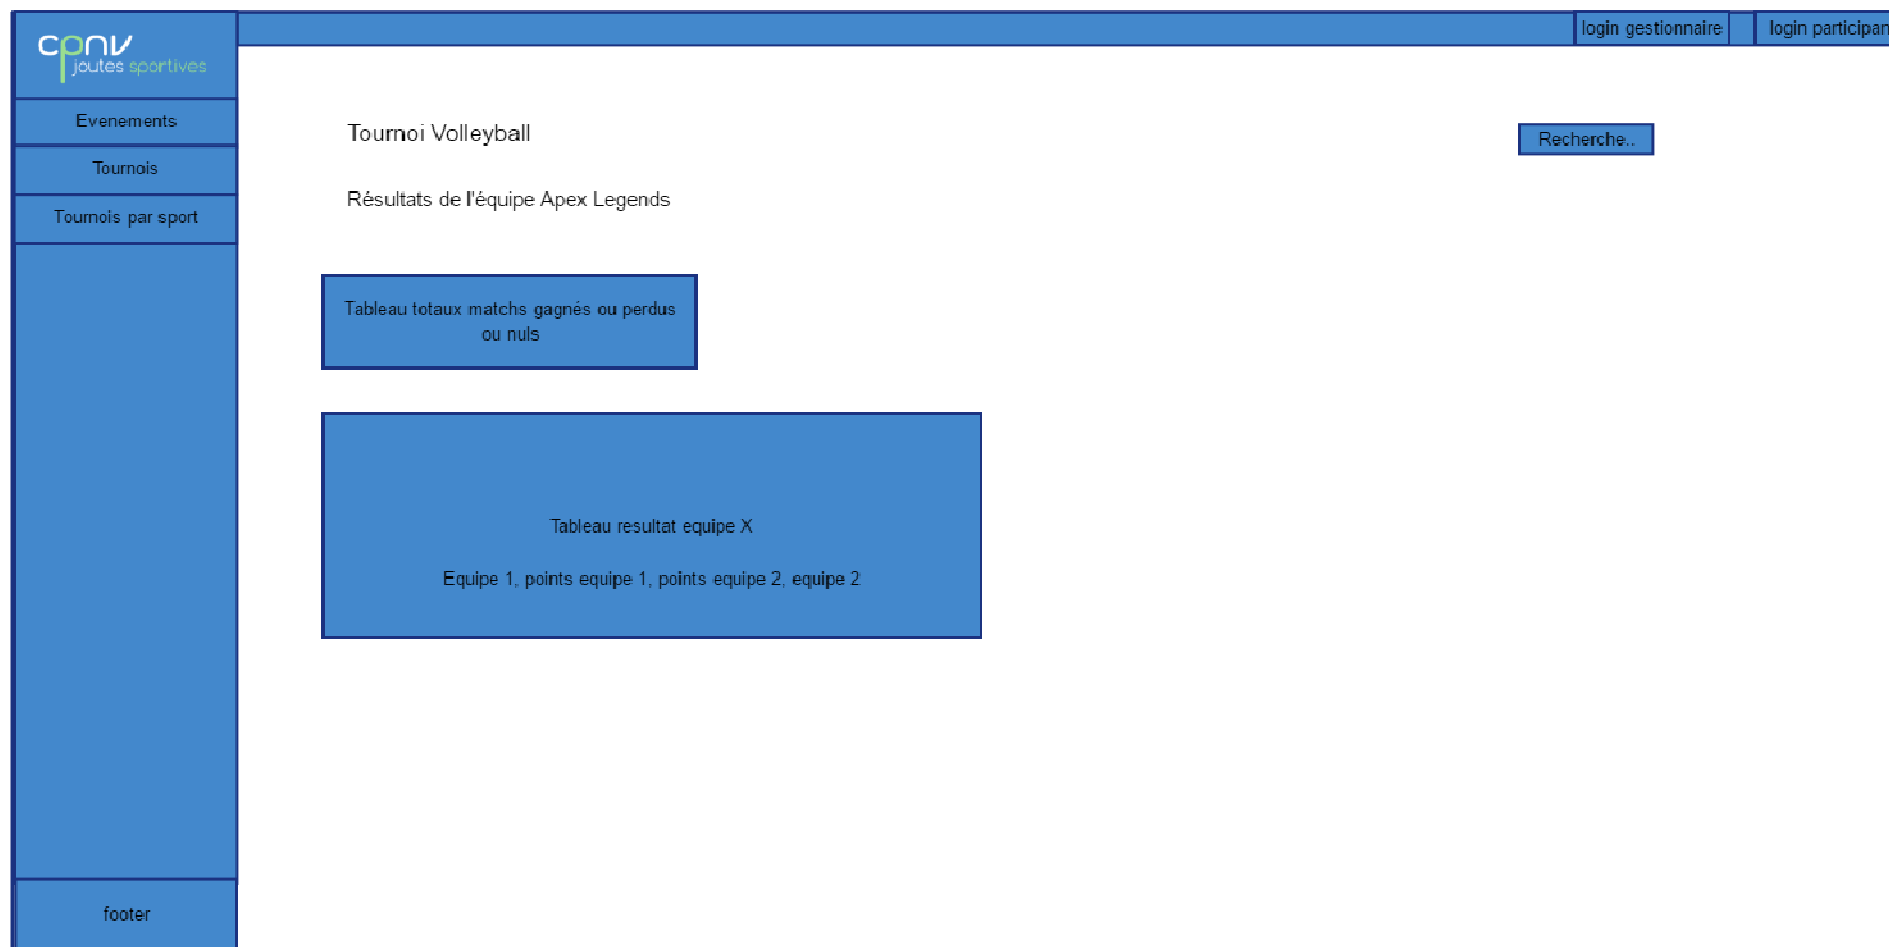 cpnv
joutes sportives
login gestionnaire
login participan
Evenements
Tournois
Tournois par sport
Tournoi Volleyball
Recherche..
Résultats de l'équipe Apex Legends
Tableau totaux matchs gagnés ou perdus
ou nuls
Tableau resultat equipe X
Equipe 1, points equipe 1, points equipe 2, equipe 2
footer